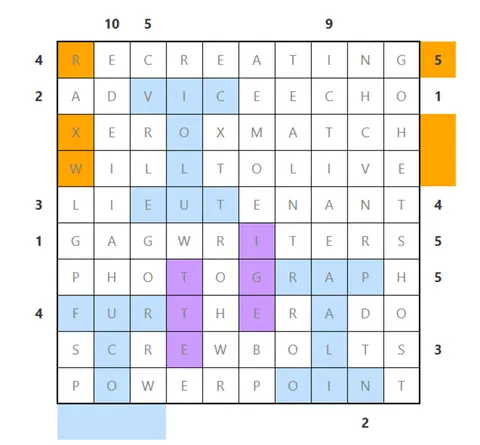 10 5 9
4 R E C R E A T I N G 5
2 A D V I C E E C H O 1
X E R O X M A T C H
W I L L T O L I V E
3 L I E U T E N A N T 4
1 G A G W R I T E R S 5
P H O T O G R A P H 5
4 F U R T H E R A D O
S C R E W B O L T S 3
P O W E R P O I N T
2